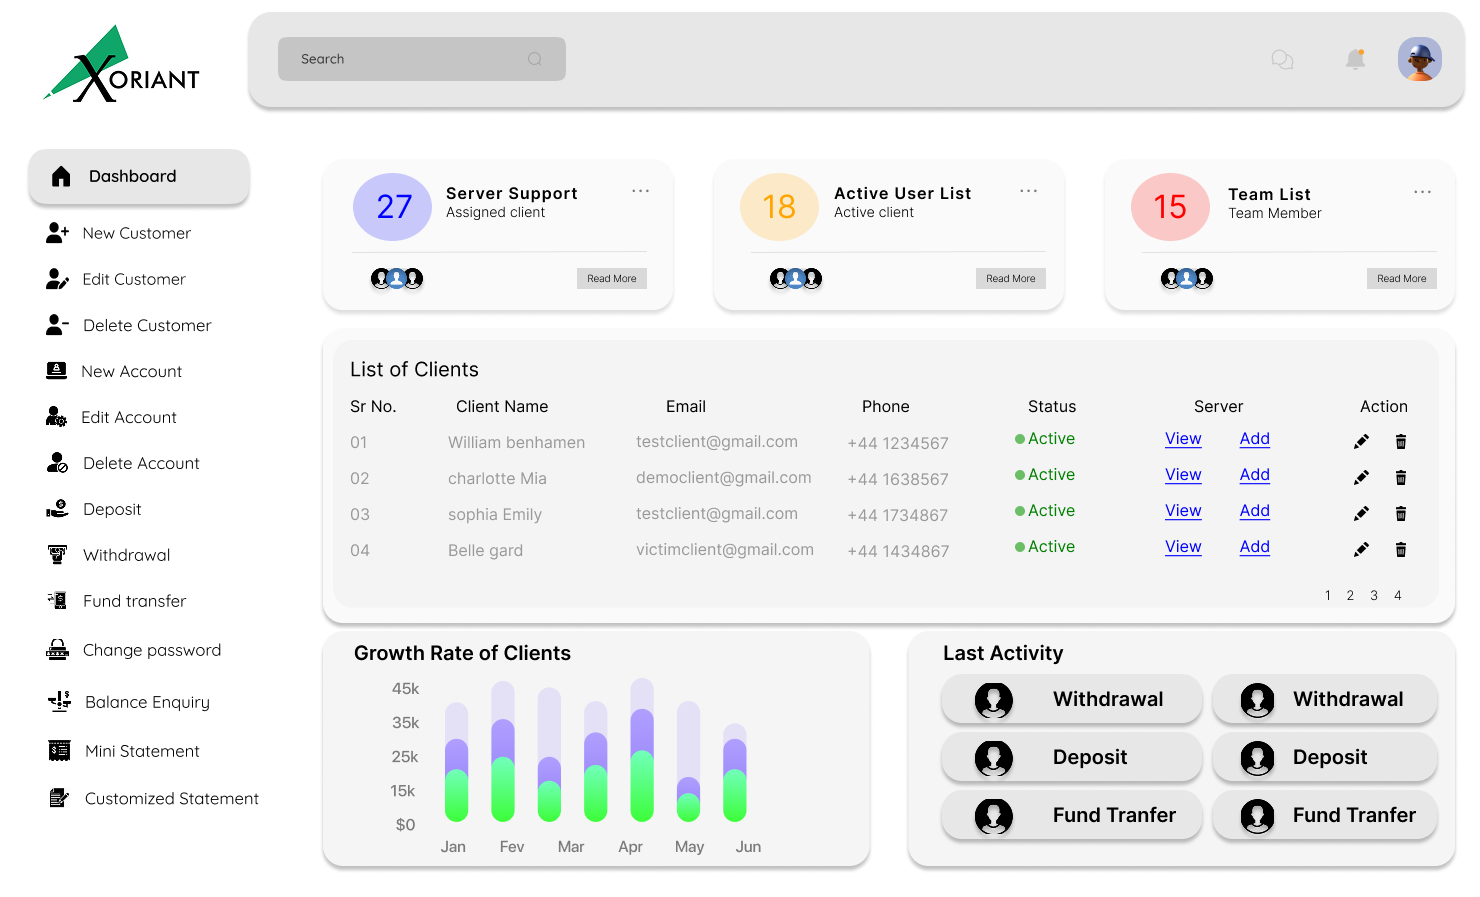 XORIANT
Search
Dashboard
New Customer
Edit Customer
Delete Customer
New Account
Edit Account
Delete Account
Deposit
Withdrawal
Fund transfer
Change password
Balance Enquiry
Mini Statement
Customized Statement
27
Server Support
Assigned client
...
Read More
18
Active User List
Active client
...
Read More
15
Team List
Team Member
...
Read More
List of Clients
Sr No. Client Name Email Phone Status Server Action
01 William benhamen testclient@gmail.com +44 1234567 Active View Add
02 charlotte Mia democlient@gmail.com +44 1638567 Active View Add
03 sophia Emily testclient@gmail.com +44 1734867 Active View Add
04 Belle gard victimclient@gmail.com +44 1434867 Active View Add
1 2 3 4
Growth Rate of Clients
45k
35k
25k
15k
$0
Jan Fev Mar Apr May Jun
Last Activity
Withdrawal Withdrawal
Deposit Deposit
Fund Tranfer Fund Tranfer